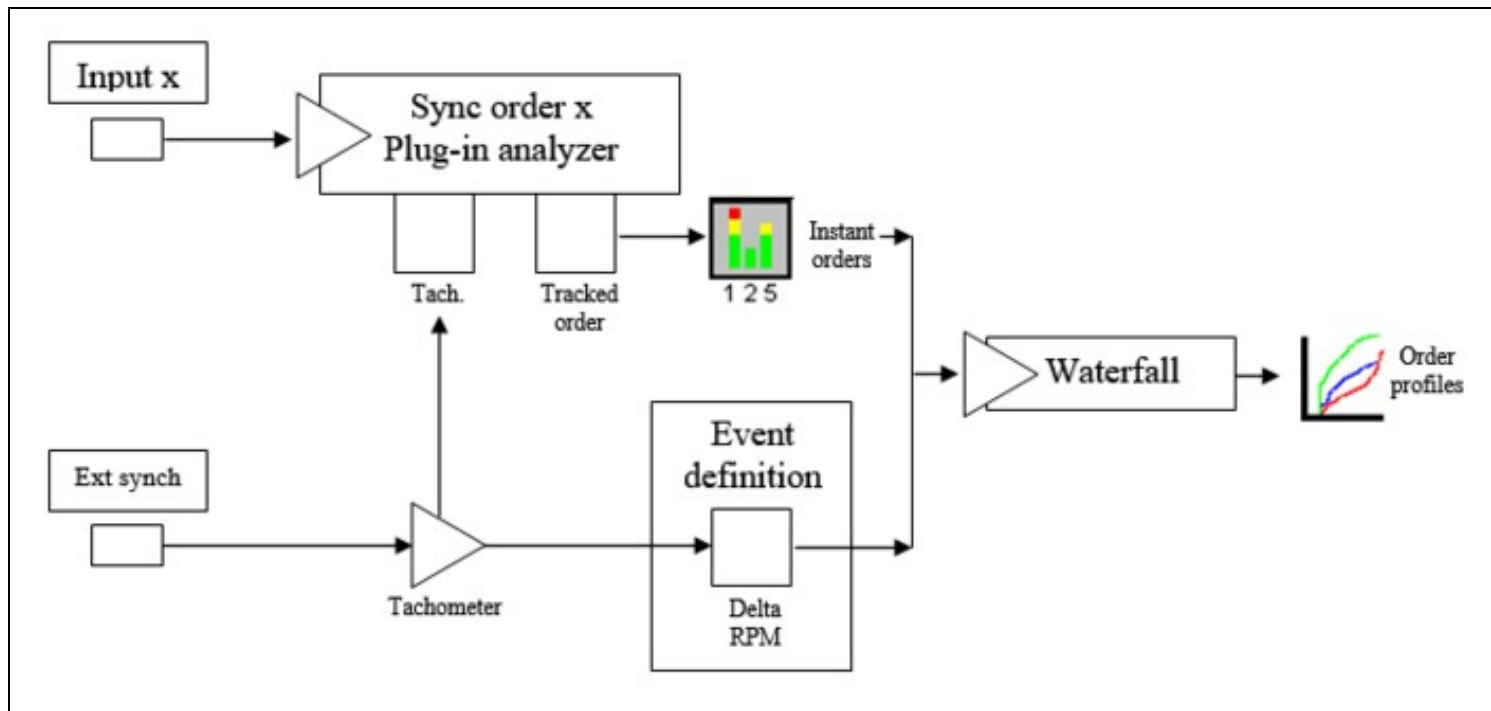 Input x
Sync order x
Plug-in analyzer
Tach.
Tracked
order
1 2 5
Instant
orders
Waterfall
Order
profiles
Ext synch
Tachometer
Event
definition
Delta
RPM